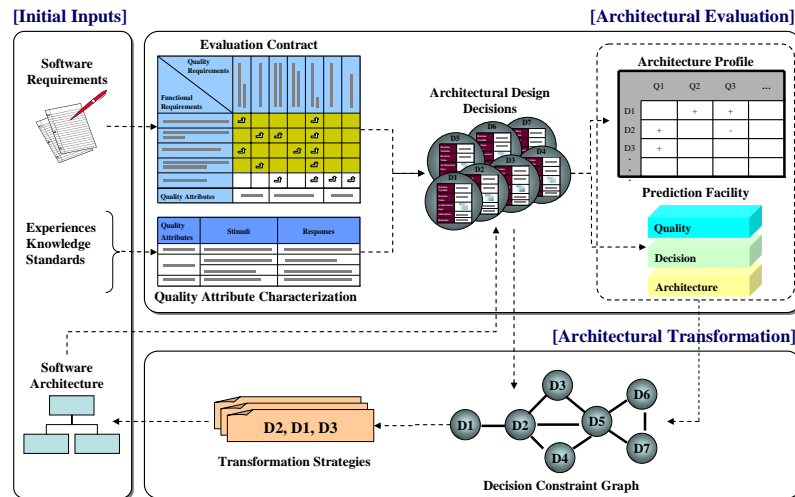 [Initial Inputs]
[Architectural Evaluation]
Software
Requirements
Experiences
Knowledge
Standards
Software
Architecture
Evaluation Contract
Quality
Requirements
Functional
Requirements
Quality Attributes
Quality
Attributes
Stimuli
Responses
Quality Attribute Characterization
Architectural Design
Decisions
D5
D6
D7
D4
D1
D2
D3
Architecture Profile
Q1 Q2 Q3 ...
D1 + +
D2 + -
D3 +
.
.
.
Prediction Facility
Quality
Decision
Architecture
[Architectural Transformation]
D2, D1, D3
Transformation Strategies
D1
D2
D3
D4
D5
D6
D7
Decision Constraint Graph